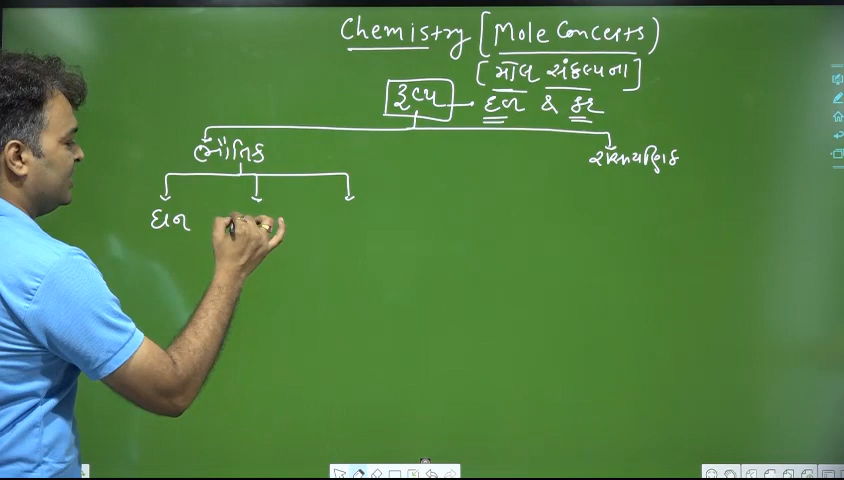 Chemistry [Mole Concepts)
[મૉલ સંકલ્પના]
દ્રવ્ય → દળ & કદ
ભૌતિક રાસાયણિક
ઘન